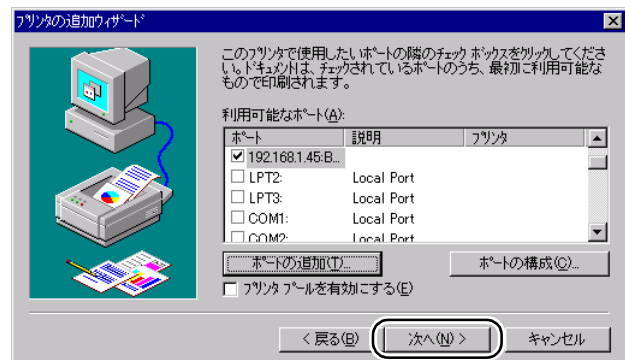 プリンタの追加ウィザード
このプリンタで使用したいポートの隣のチェック ボックスをクリックしてくださ
い。ドキュメントは、チェックされているポートのうち、最初に利用可能な
もので印刷されます。
利用可能なポート(A):
ポート 説明 プリンタ
192.168.1.45:B...
LPT2: Local Port
LPT3: Local Port
COM1: Local Port
COM2: Local Port
ポートの追加(T)... ポートの構成(C)...
プリンタ プールを有効にする(E)
< 戻る(B) 次へ(N) > キャンセル